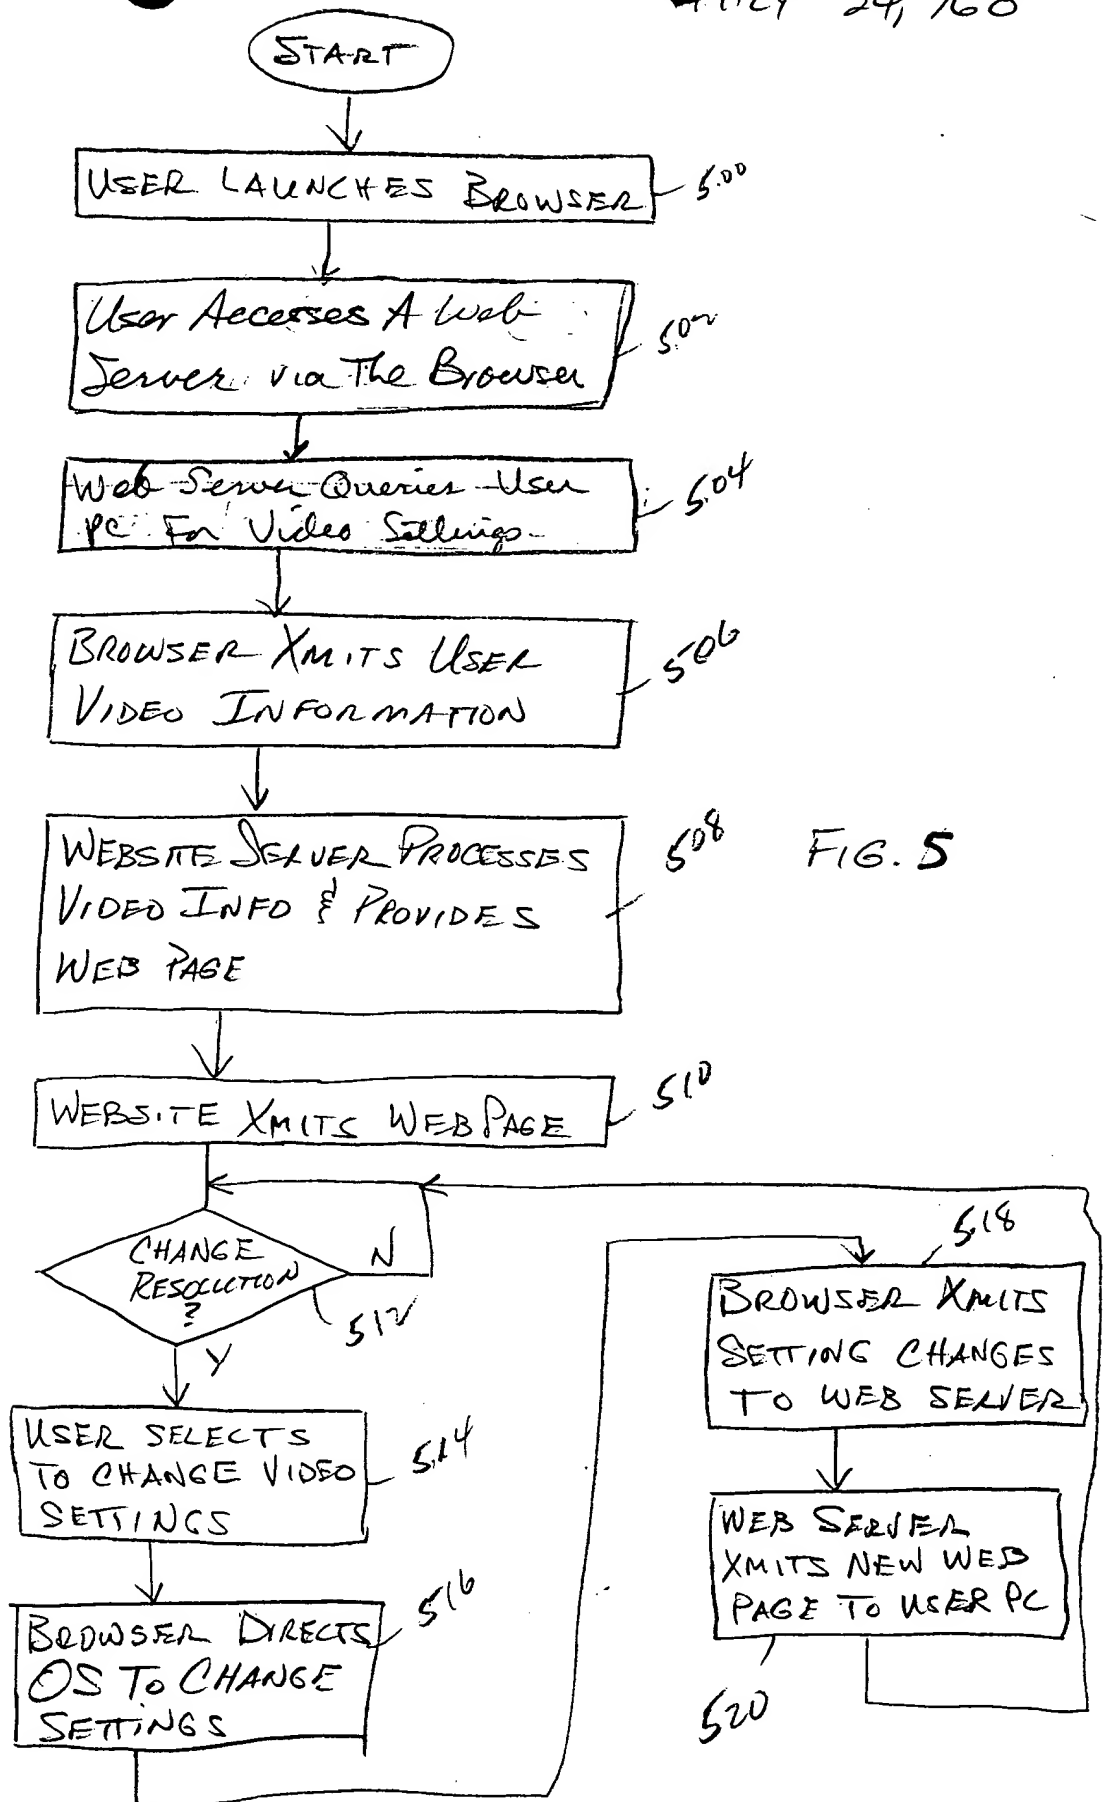 24, 760
START
USER LAUNCHES BROWSER
500
User Accesses A Web
Server via The Browser
502
Web Server Queries User
PC For Video Settings
504
BROWSER XMITS USER
VIDEO INFORMATION
506
WEBSITE SERVER PROCESSES
VIDEO INFO & PROVIDES
WEB PAGE
508
FIG. 5
WEBSITE XMITS WEB PAGE
510
CHANGE
RESOLUTION
?
N
512
Y
USER SELECTS
TO CHANGE VIDEO
SETTINGS
514
BROWSER DIRECTS
OS TO CHANGE
SETTINGS
516
518
BROWSER XMITS
SETTING CHANGES
TO WEB SERVER
WEB SERVER
XMITS NEW WEB
PAGE TO USER PC
520